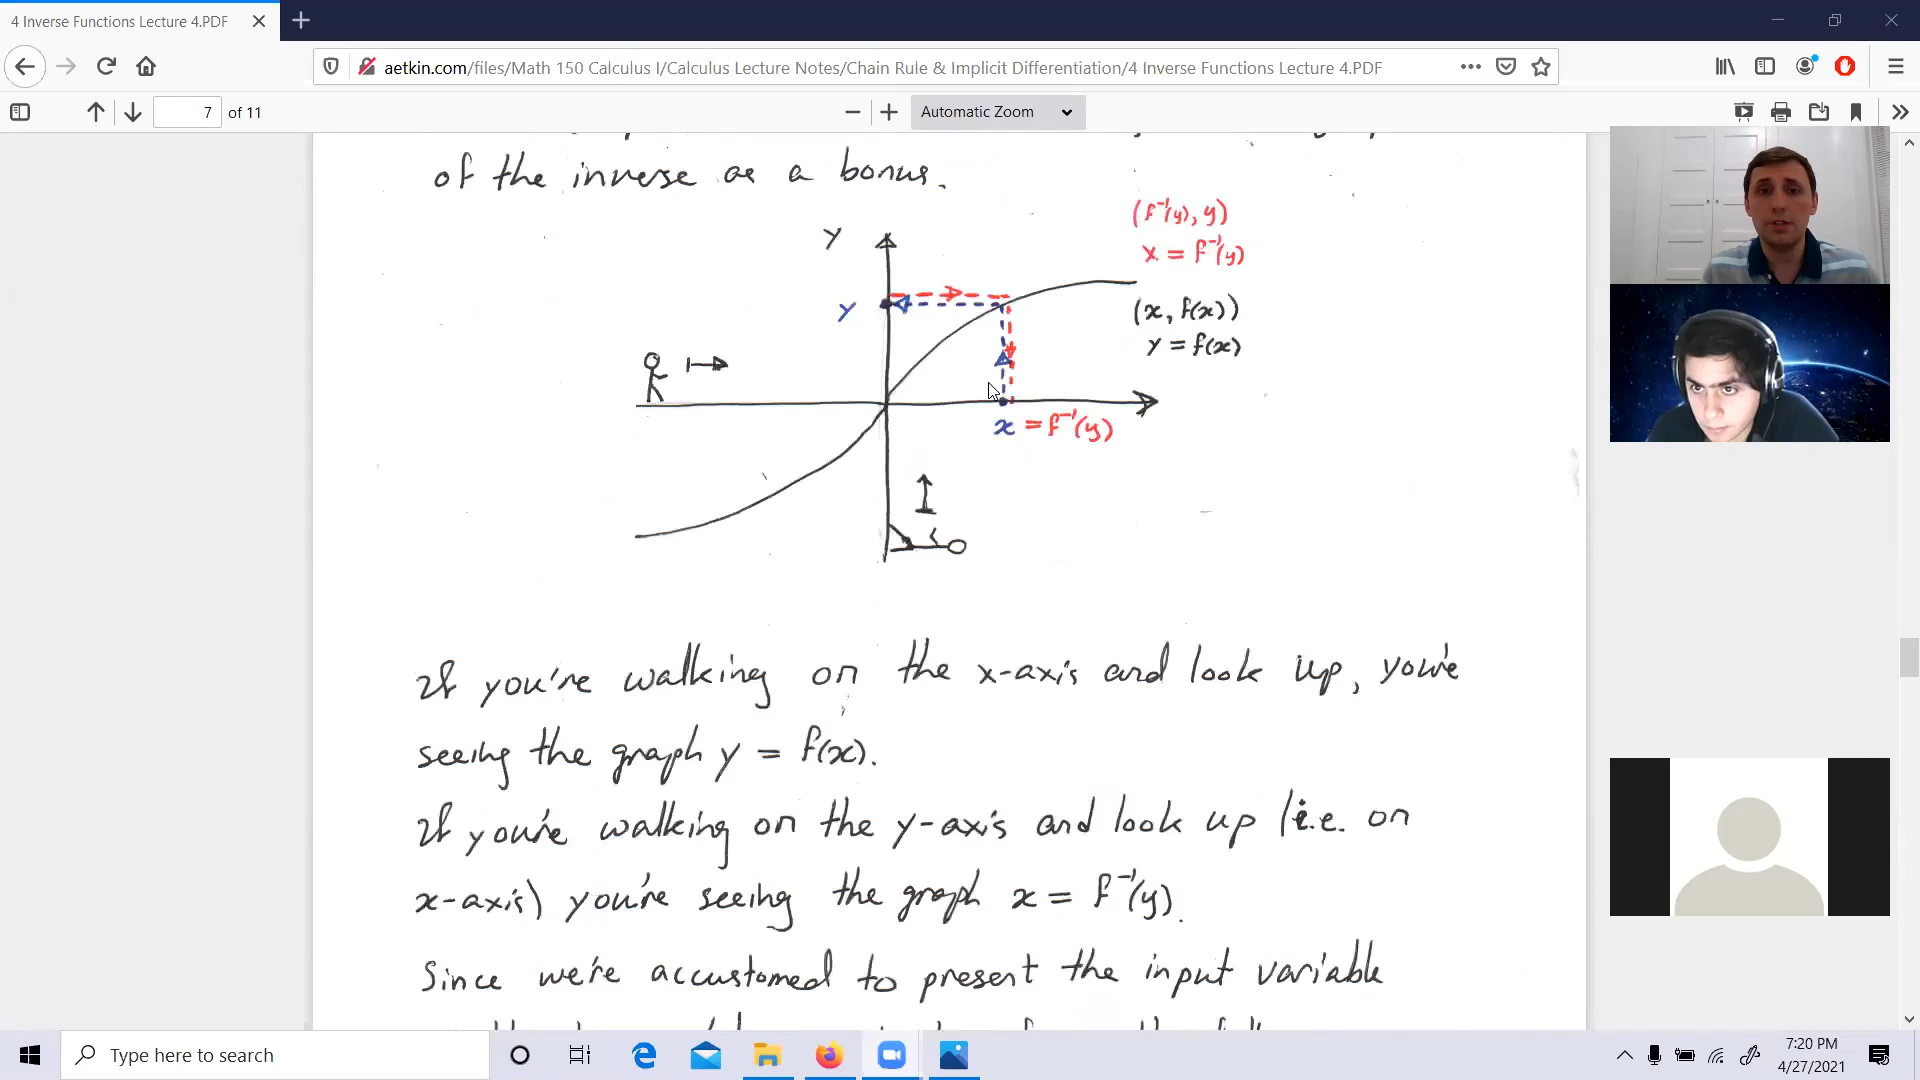 4 Inverse Functions Lecture 4.PDF
aetkin.com/files/Math 150 Calculus I/Calculus Lecture Notes/Chain Rule & Implicit Differentiation/4 Inverse Functions Lecture 4.PDF
7 of 11
Automatic Zoom
of the inverse as a bonus.
(f⁻¹(y), y)
x = f⁻¹(y)
Y
y
(x, f(x))
y = f(x)
x = f⁻¹(y)
If you're walking on the x-axis and look up, you're
seeing the graph y = f(x).
If you're walking on the y-axis and look up (i.e. on
x-axis) you're seeing the graph x = f⁻¹(y).
Since we're accustomed to present the input variable
Type here to search
7:20 PM
4/27/2021